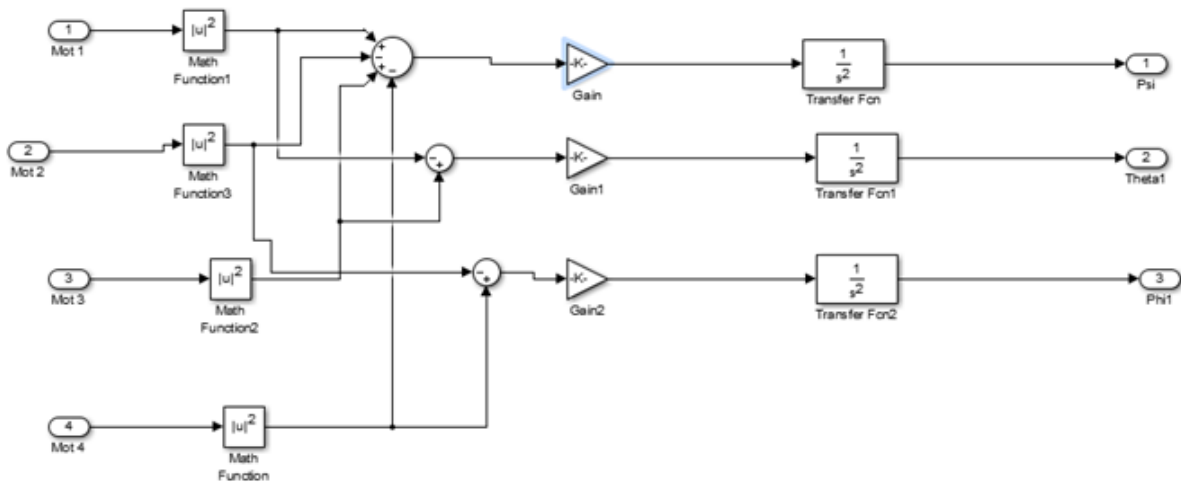 1
Mot 1
|u|²
Math
Function1
+
-
+
-
-K-
Gain
1
s²
Transfer Fcn
1
Psi
2
Mot 2
|u|²
Math
Function3
-
+
-K-
Gain1
1
s²
Transfer Fcn1
2
Theta1
3
Mot 3
|u|²
Math
Function2
-
+
-K-
Gain2
1
s²
Transfer Fcn2
3
Phi1
4
Mot 4
|u|²
Math
Function